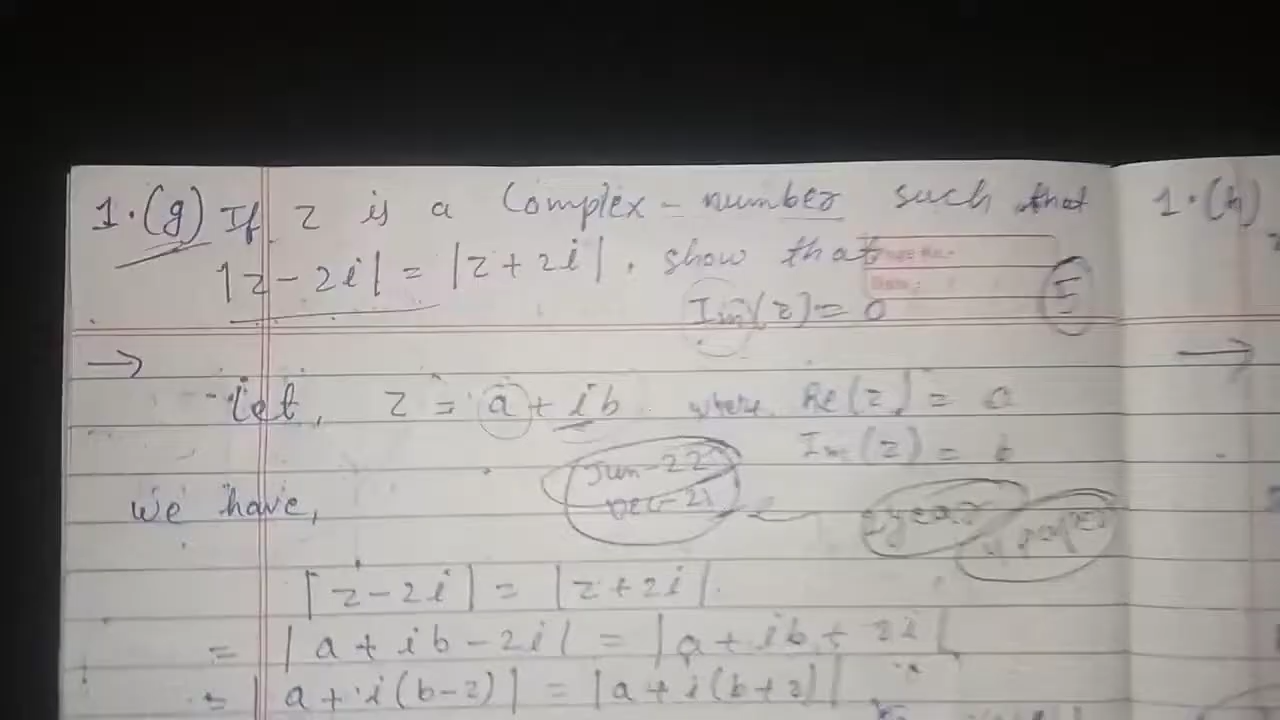 1.(g) If z is a Complex-number such that
|z-2i| = |z+2i|. show that
Im(z)=0
5
1.(h)
→
→
let, z = a+ib where Re(z) = a
Im(z) = b
Jun-22
Dec-21
We have,
|z-2i| = |z+2i|.
= |a+ib-2i| = |a+ib+2i|
= |a+i(b-2)| = |a+i(b+2)|